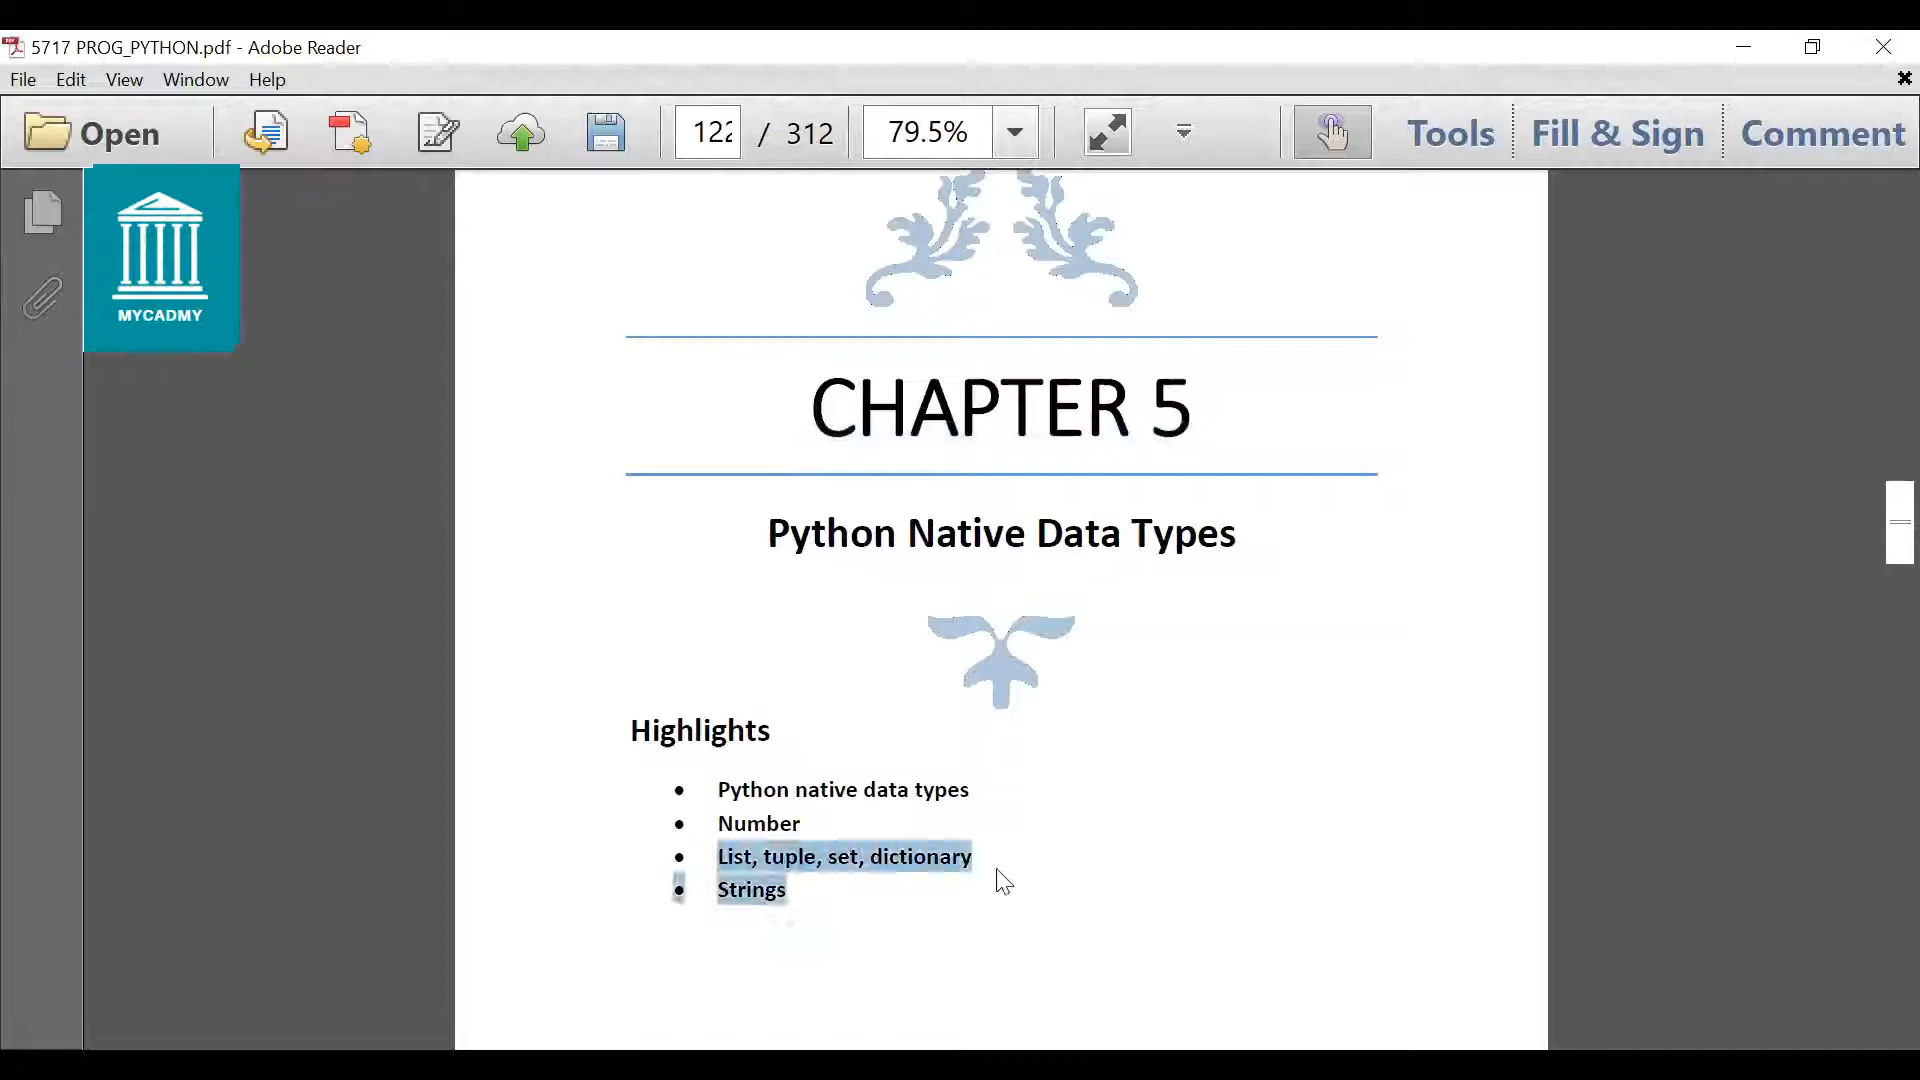 5717 PROG_PYTHON.pdf - Adobe Reader
File Edit View Window Help
Open 122 / 312 79.5% Tools Fill & Sign Comment
MYCADMY
CHAPTER 5
Python Native Data Types
Highlights
• Python native data types
• Number
• List, tuple, set, dictionary
• Strings